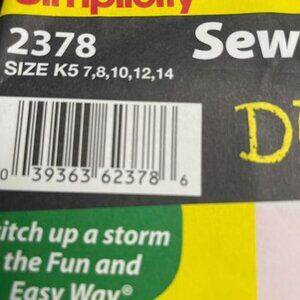 Simplicity
2378 Sew
SIZE K5 7,8,10,12,14
D
0 39363 62378 6
titch up a storm
the Fun and
Easy Way®